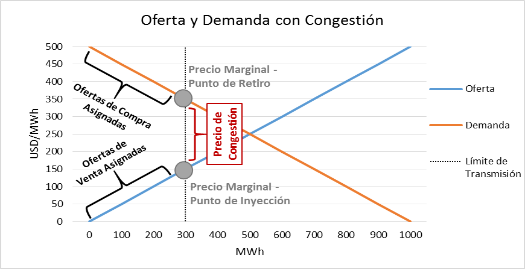 Oferta y Demanda con Congestión
500
450
400
350
300
250
200
150
100
50
0
USD/MWh
Precio Marginal -
Punto de Retiro
Ofertas de Compra
Asignadas
Precio de
Congestión
Ofertas de
Venta Asignadas
Precio Marginal -
Punto de Inyección
0 100 200 300 400 500 600 700 800 900 1000
MWh
Oferta
Demanda
Límite de
Transmisión